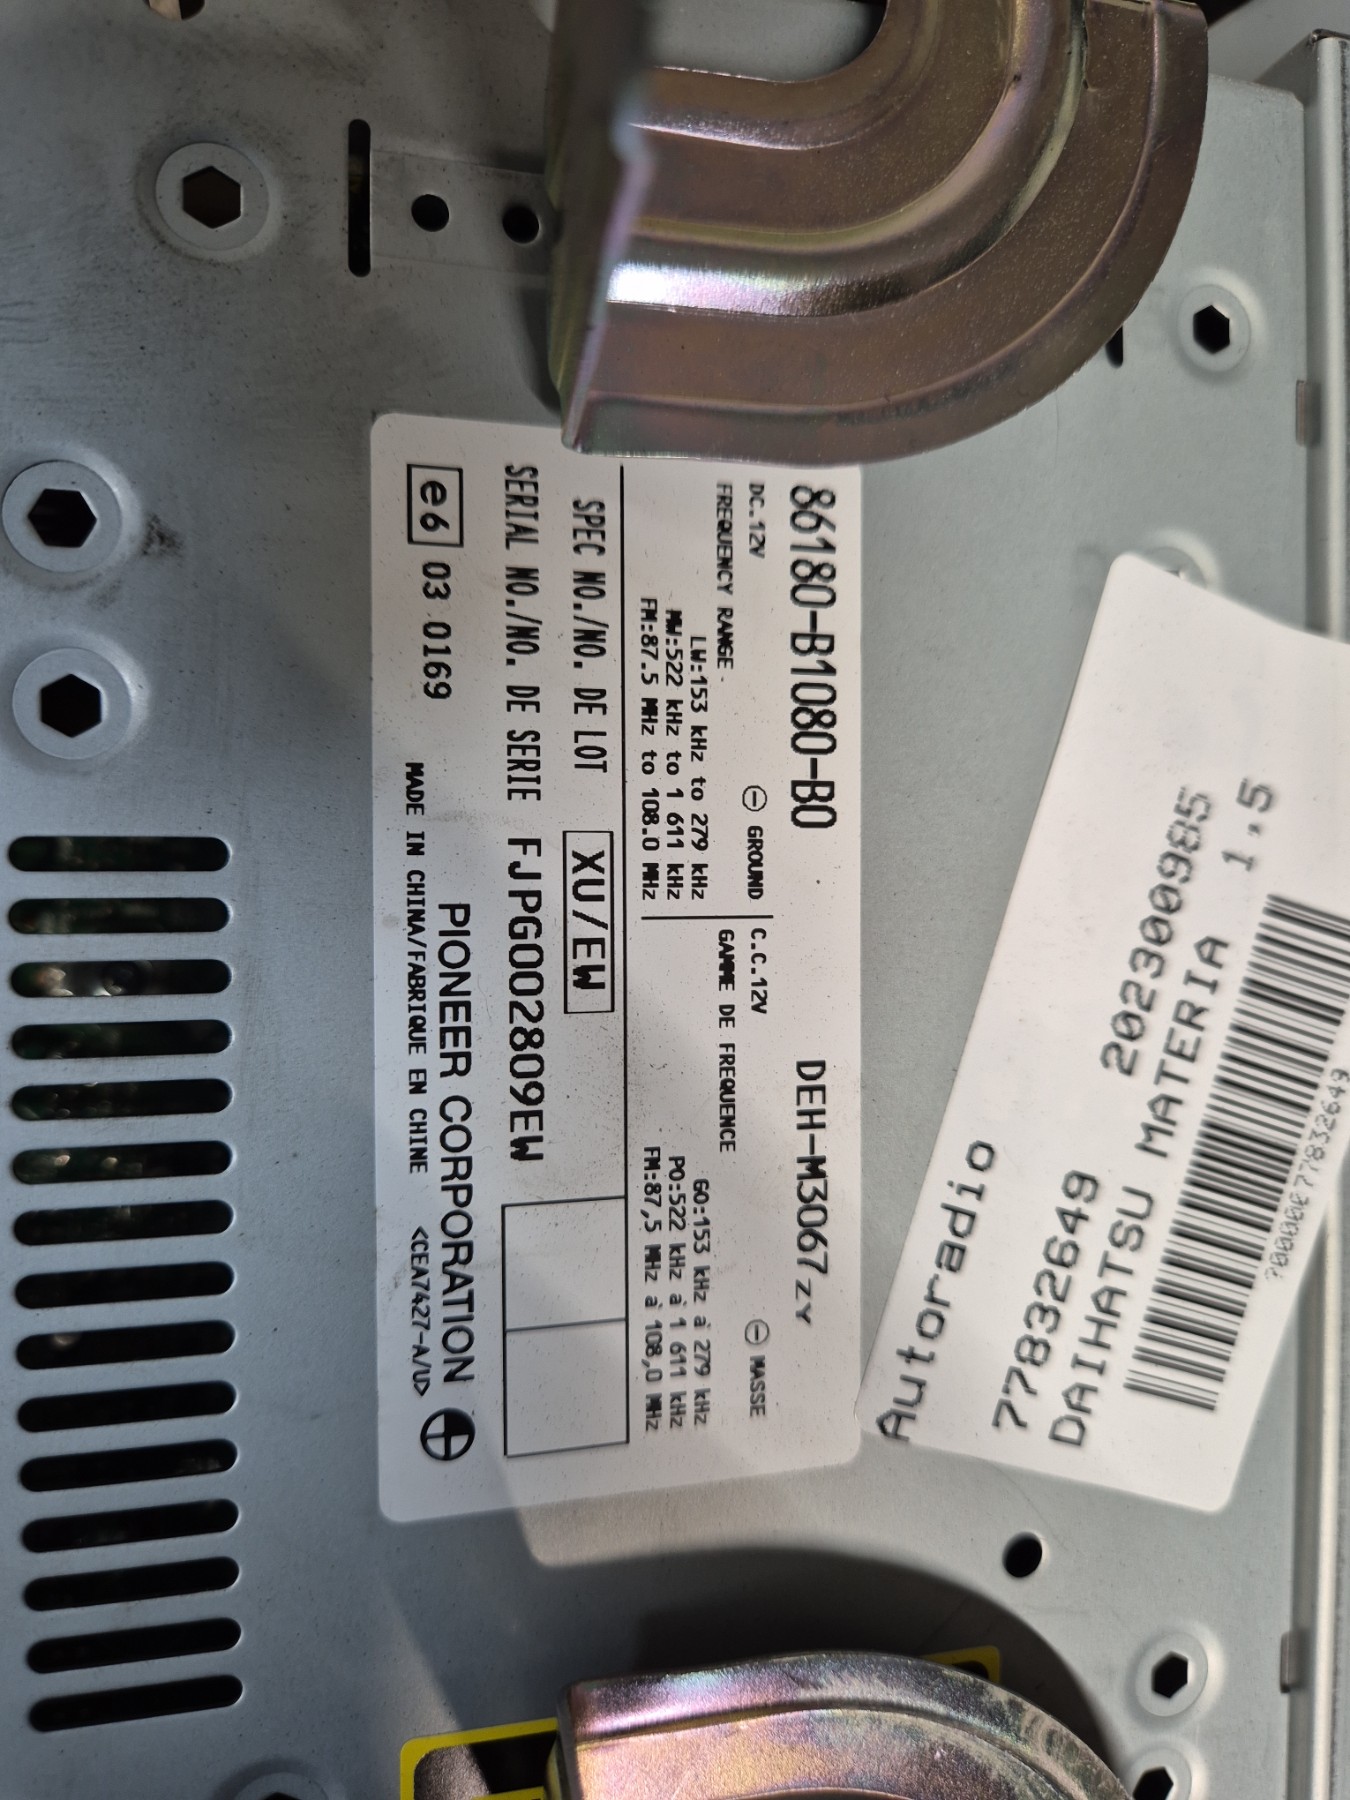 86180-B1080-B0 DEH-M3067ZY
DC.12V ⊖ GROUND
FREQUENCY RANGE
LW:153 kHz to 279 kHz
MW:522 kHz to 1 611 kHz
FM:87.5 MHz to 108.0 MHz
C.C.12V ⊖ MASSE
GAMME DE FREQUENCE
GO:153 kHz à 279 kHz
PO:522 kHz à 1 611 kHz
FM:87,5 MHz à 108,0 MHz
SPEC NO./NO. DE LOT XU/EW
SERIAL NO./NO. DE SERIE FJPG002809EW
e6 03 0169 PIONEER CORPORATION
MADE IN CHINA/FABRIQUE EN CHINE <CEA7427-A/U>
Autoradio
77832649 202300985
DAIHATSU MATERIA 1.5